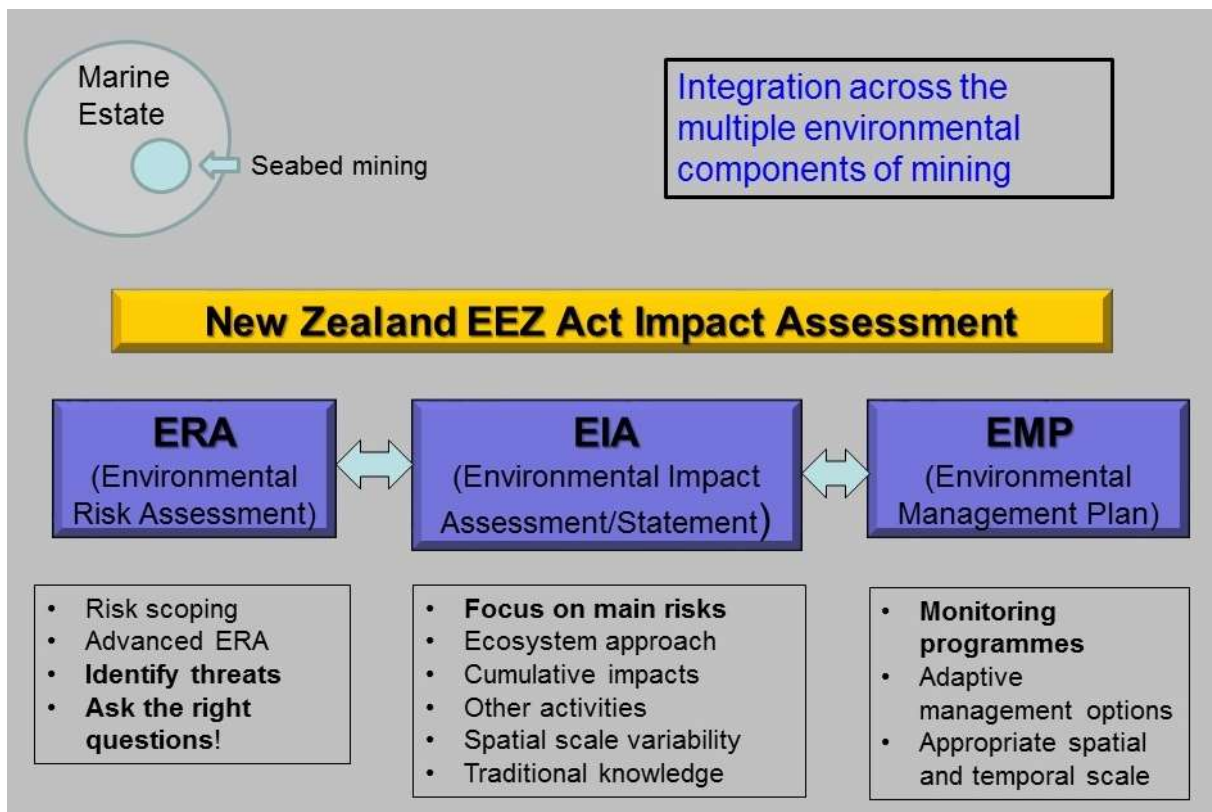 Marine
Estate
Seabed mining
Integration across the
multiple environmental
components of mining
New Zealand EEZ Act Impact Assessment
ERA
(Environmental
Risk Assessment)
EIA
(Environmental Impact
Assessment/Statement)
EMP
(Environmental
Management Plan)
• Risk scoping
• Advanced ERA
• Identify threats
• Ask the right
questions!
• Focus on main risks
• Ecosystem approach
• Cumulative impacts
• Other activities
• Spatial scale variability
• Traditional knowledge
• Monitoring
programmes
• Adaptive
management options
• Appropriate spatial
and temporal scale